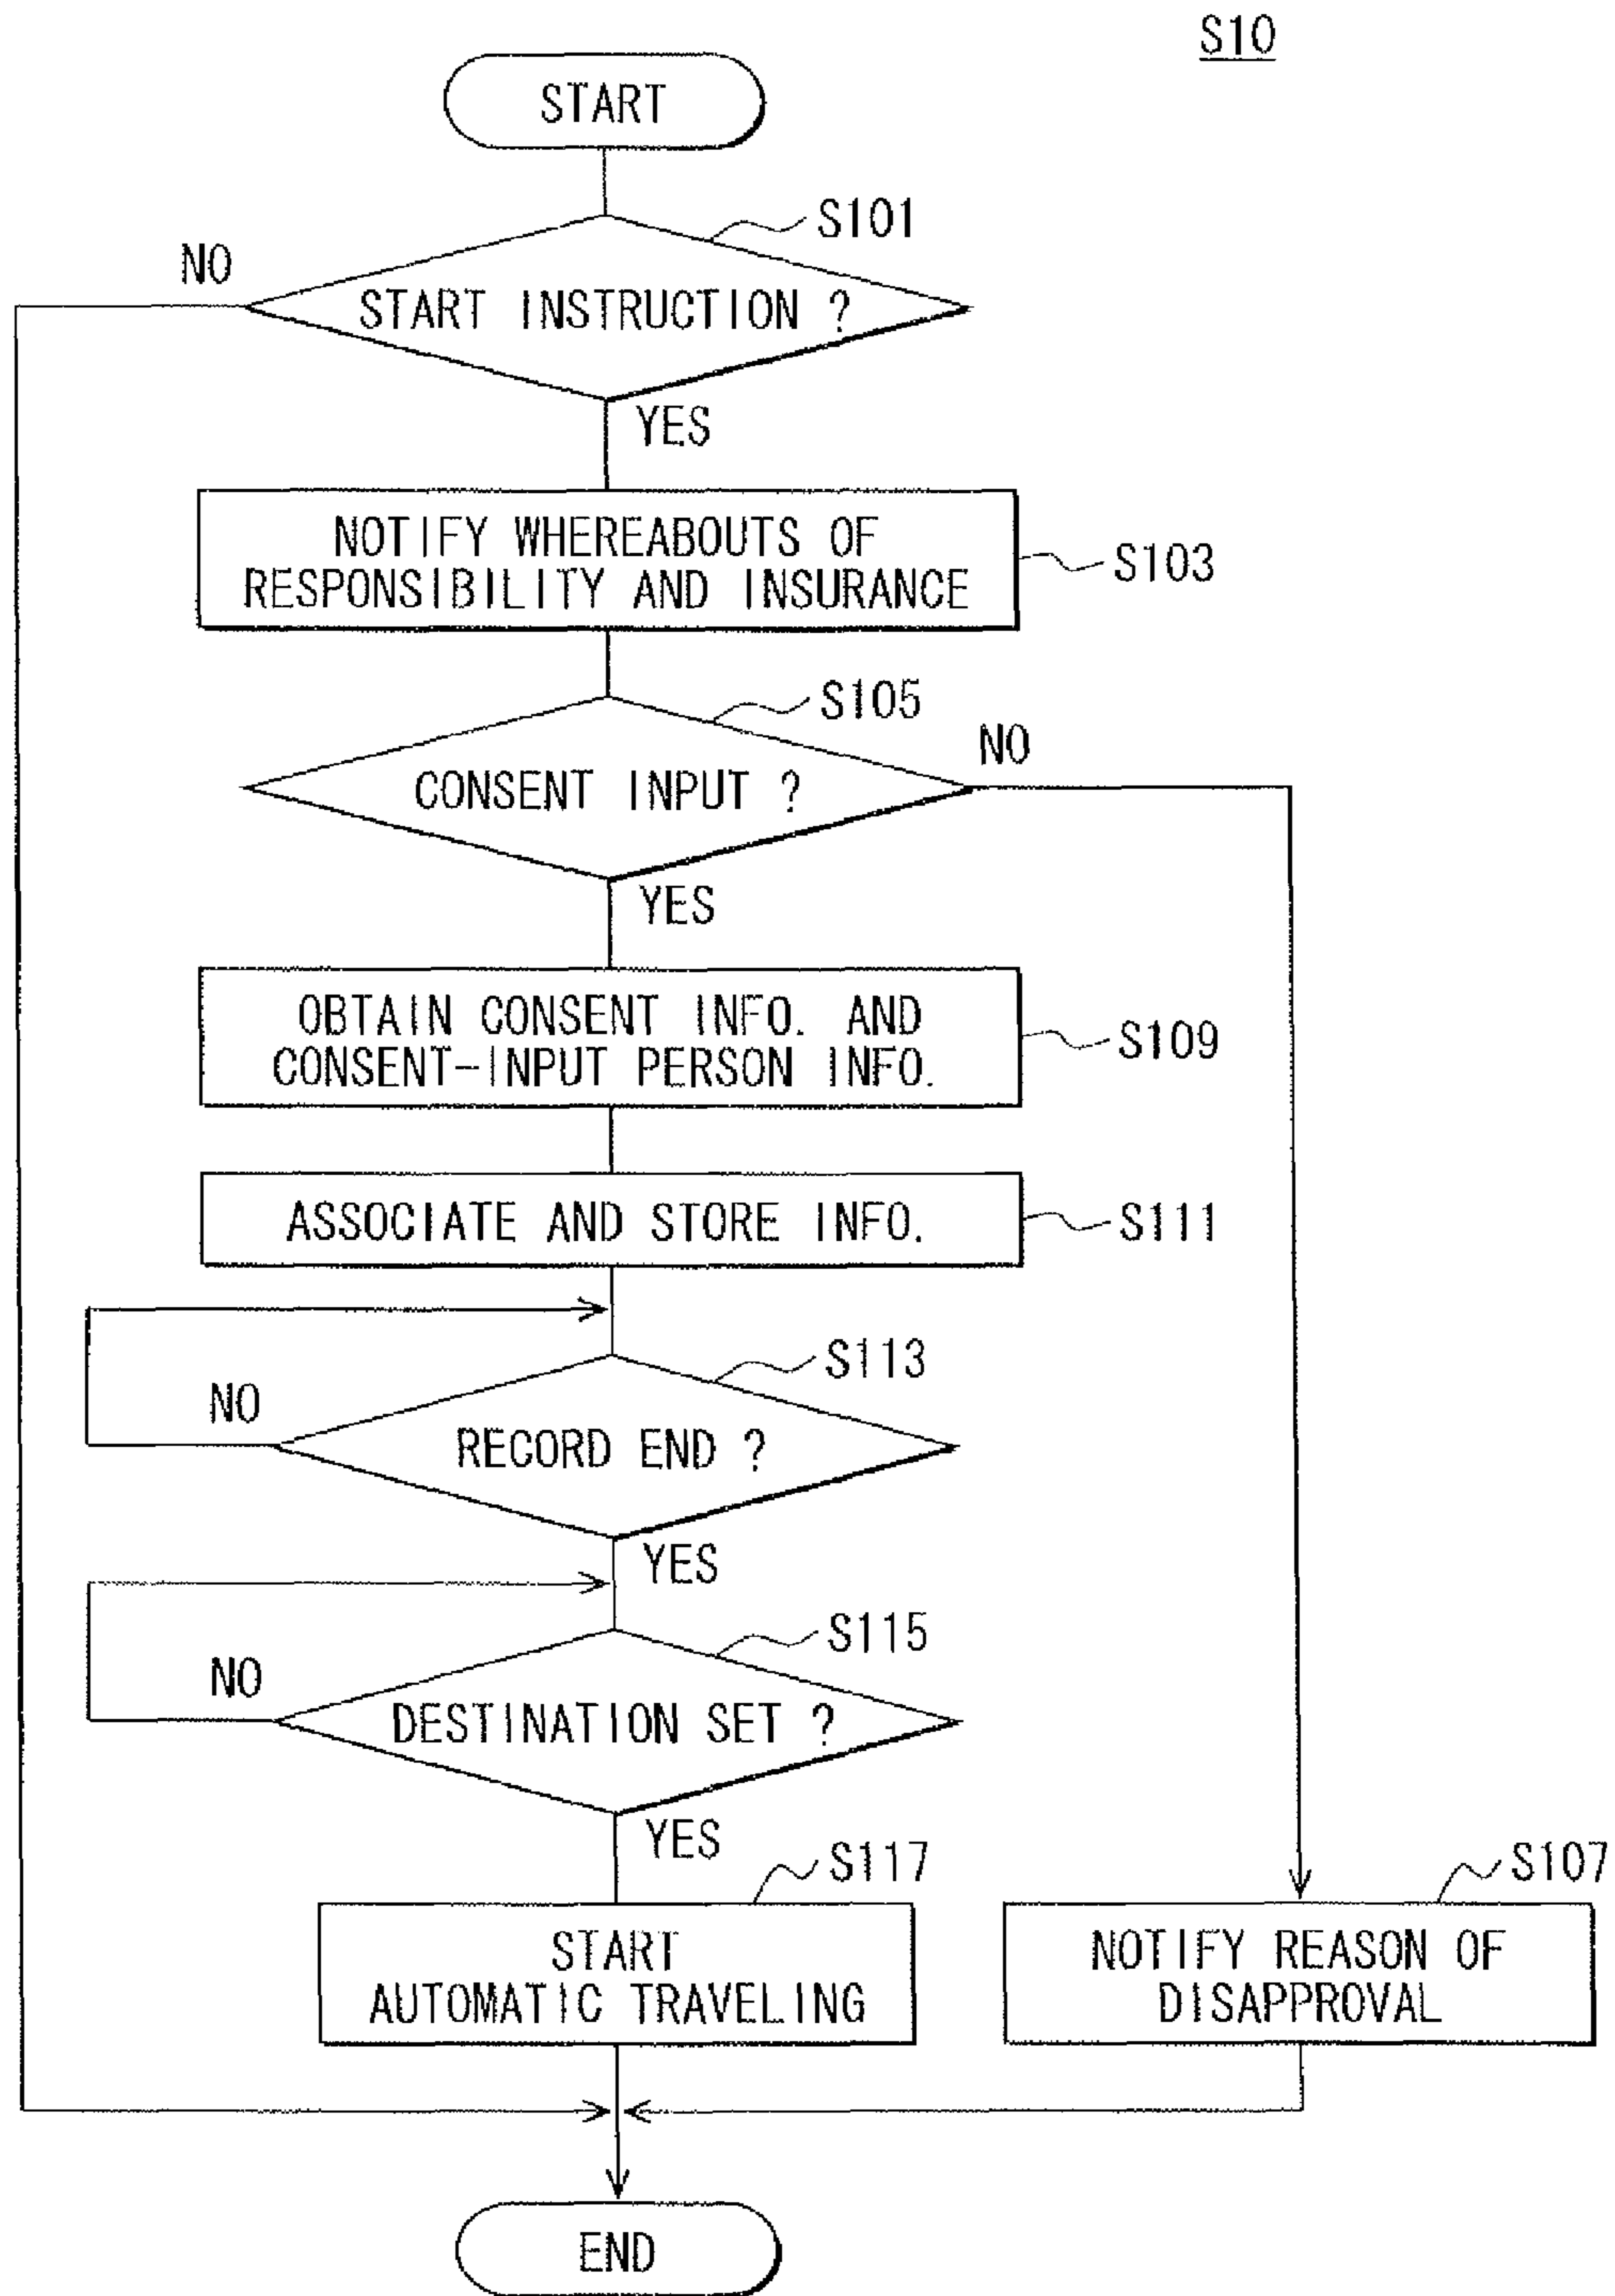 S10
START
S101
NO
START INSTRUCTION ?
YES
NOTIFY WHEREABOUTS OF
RESPONSIBILITY AND INSURANCE
S103
S105
NO
CONSENT INPUT ?
YES
OBTAIN CONSENT INFO. AND
CONSENT-INPUT PERSON INFO.
S109
ASSOCIATE AND STORE INFO.
S111
S113
NO
RECORD END ?
YES
S115
NO
DESTINATION SET ?
YES
S117
S107
START
AUTOMATIC TRAVELING
NOTIFY REASON OF
DISAPPROVAL
END